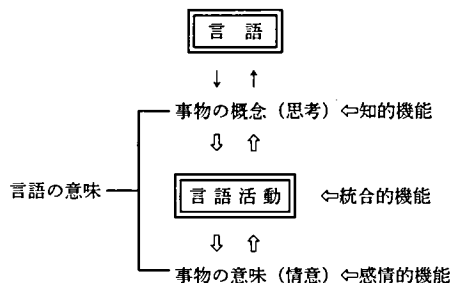 言語
↓ ↑
事物の概念(思考)⇦知的機能
⇩ ⇧
言語の意味
言語活動 ⇦統合的機能
⇩ ⇧
事物の意味(情意)⇦感情的機能